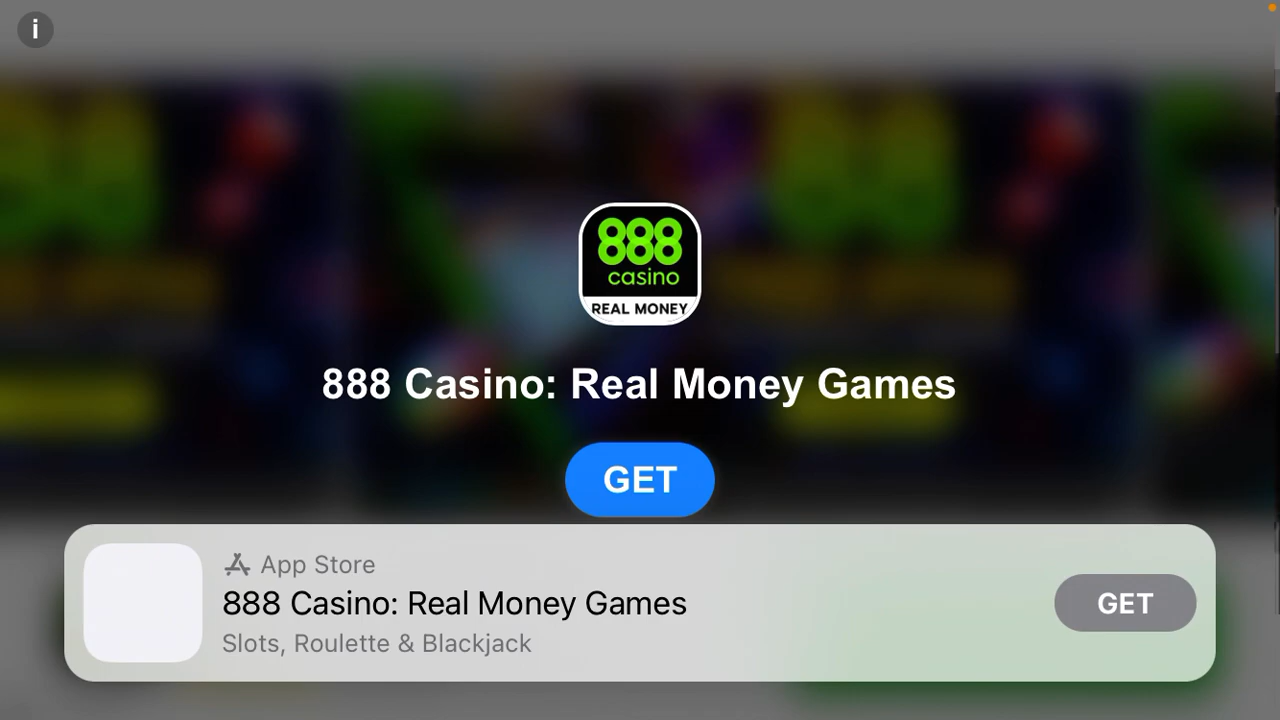 i
888
casino
REAL MONEY
888 Casino: Real Money Games
GET
App Store
888 Casino: Real Money Games
Slots, Roulette & Blackjack
GET